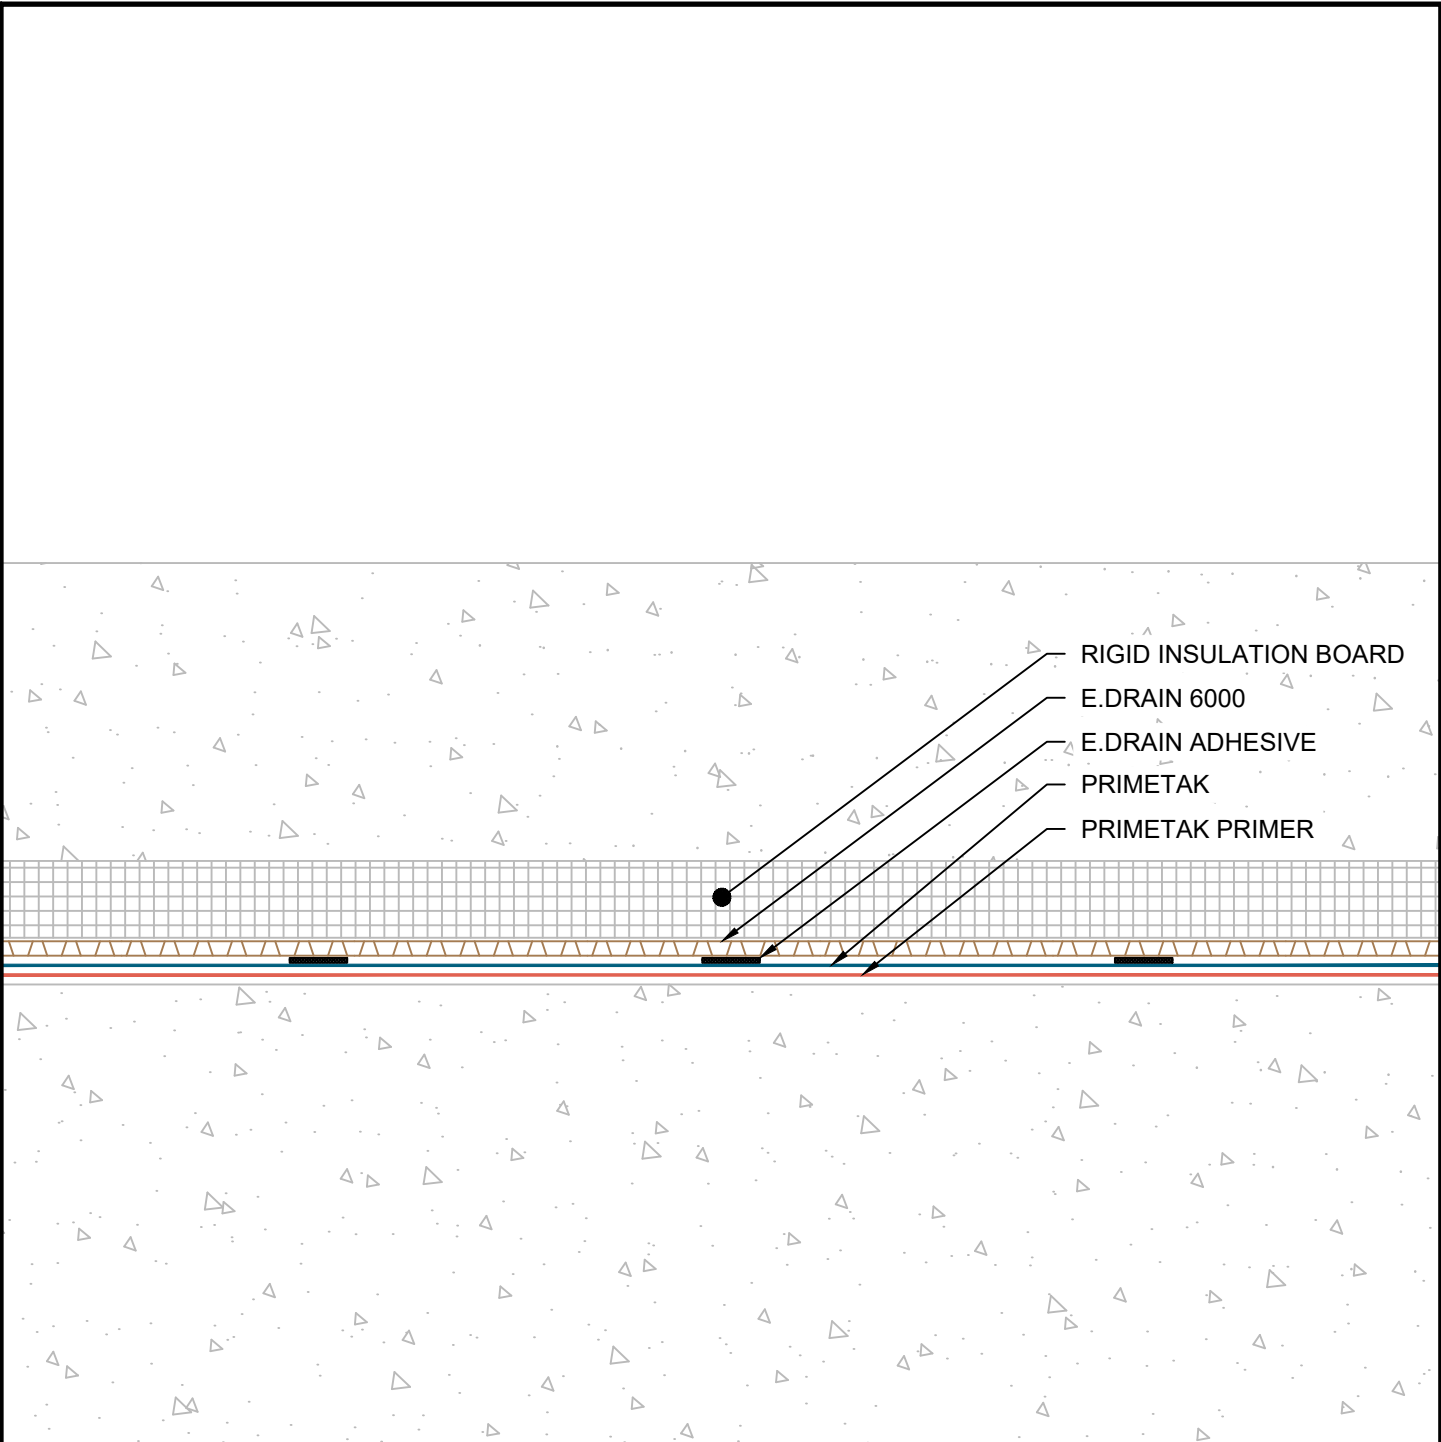 RIGID INSULATION BOARD
E.DRAIN 6000
E.DRAIN ADHESIVE
PRIMETAK
PRIMETAK PRIMER